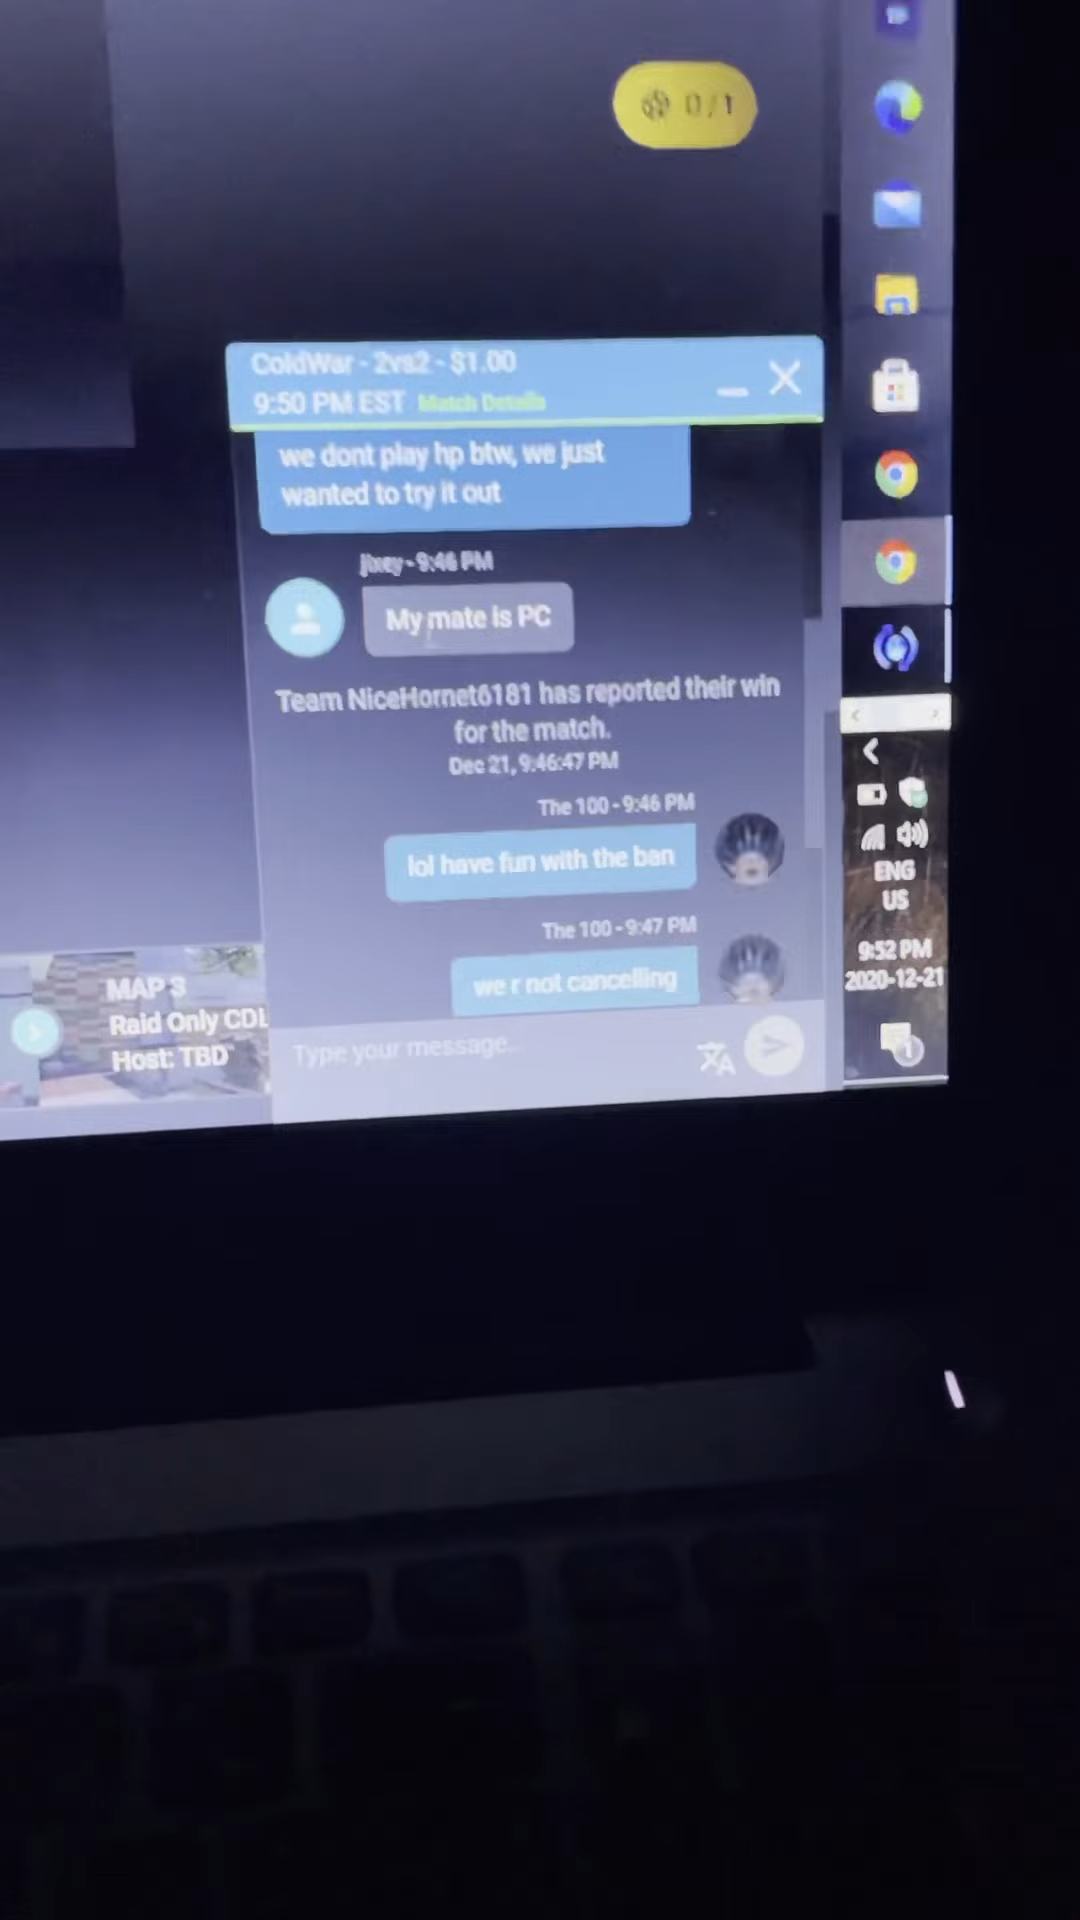 0/1
ColdWar - 2vs2 - $1.00
9:50 PM EST Match Details
we dont play hp btw, we just
wanted to try it out
jixey - 9:46 PM
My mate is PC
Team NiceHornet6181 has reported their win
for the match.
Dec 21, 9:46:47 PM
The 100 - 9:46 PM
lol have fun with the ban
The 100 - 9:47 PM
we r not cancelling
Type your message...
MAP 3
Raid Only CDL
Host: TBD
ENG
US
9:52 PM
2020-12-21
1